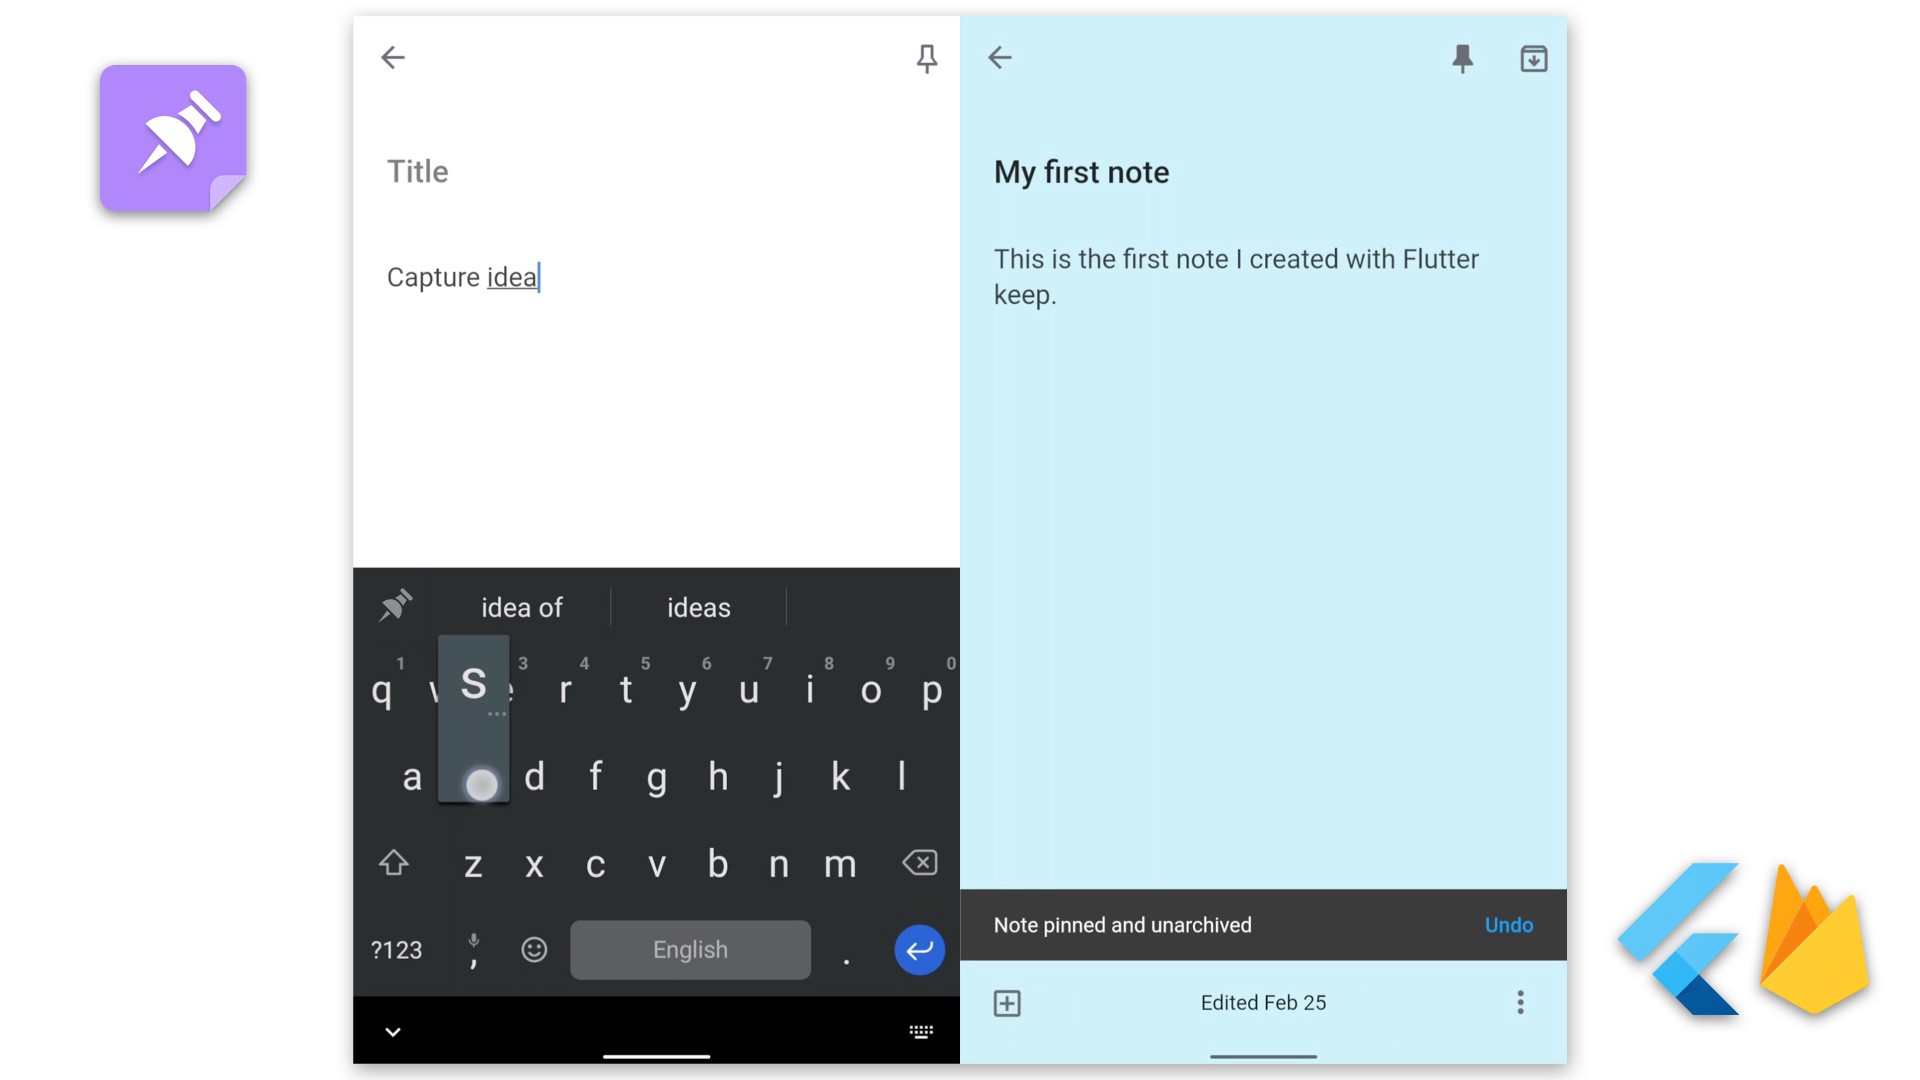 Title
Capture idea
idea of
ideas
1 3 4 5 6 7 8 9 0
q w s e r t y u i o p
a d f g h j k l
z x c v b n m
?123 , English .
My first note
This is the first note I created with Flutter
keep.
Note pinned and unarchived
Undo
Edited Feb 25